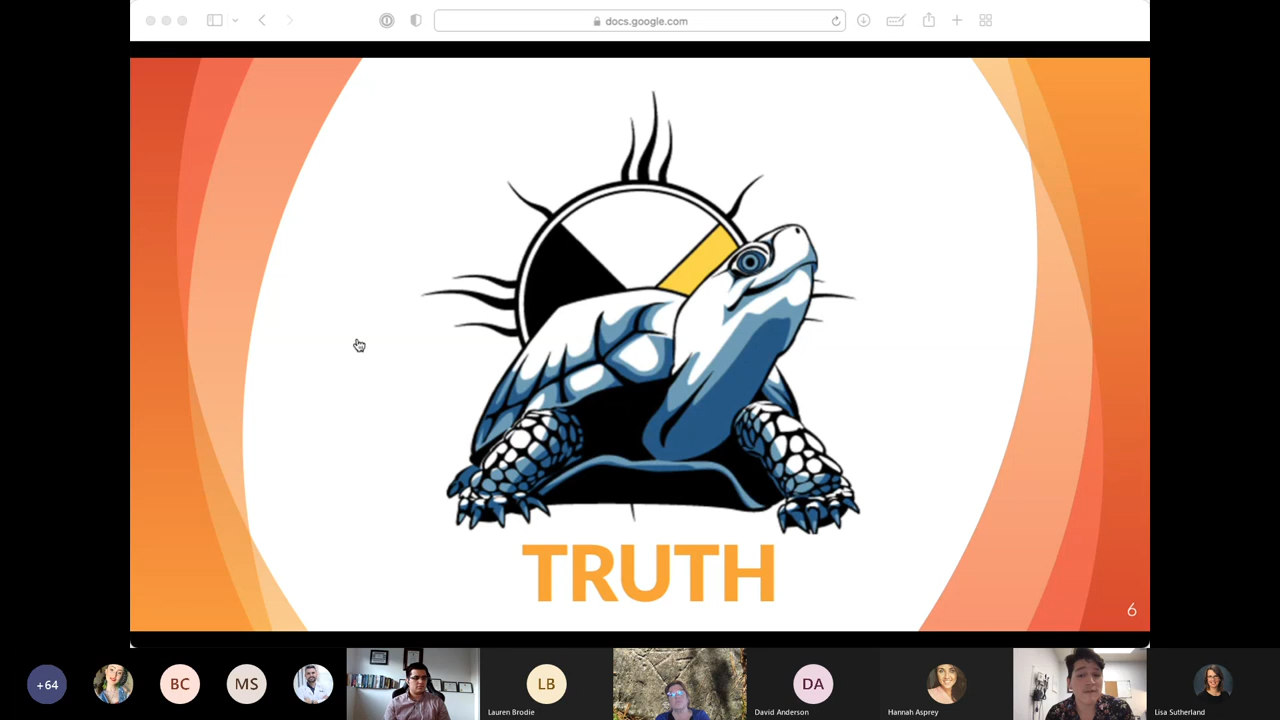 docs.google.com
TRUTH
6
+64
BC
MS
LB
Lauren Brodie
DA
David Anderson
Hannah Asprey
Lisa Sutherland